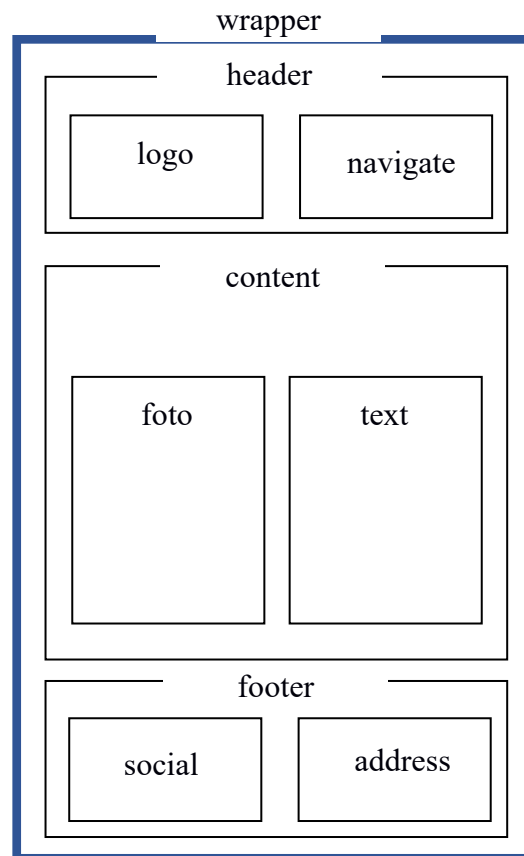 wrapper
header
logo
navigate
content
foto
text
footer
social
address